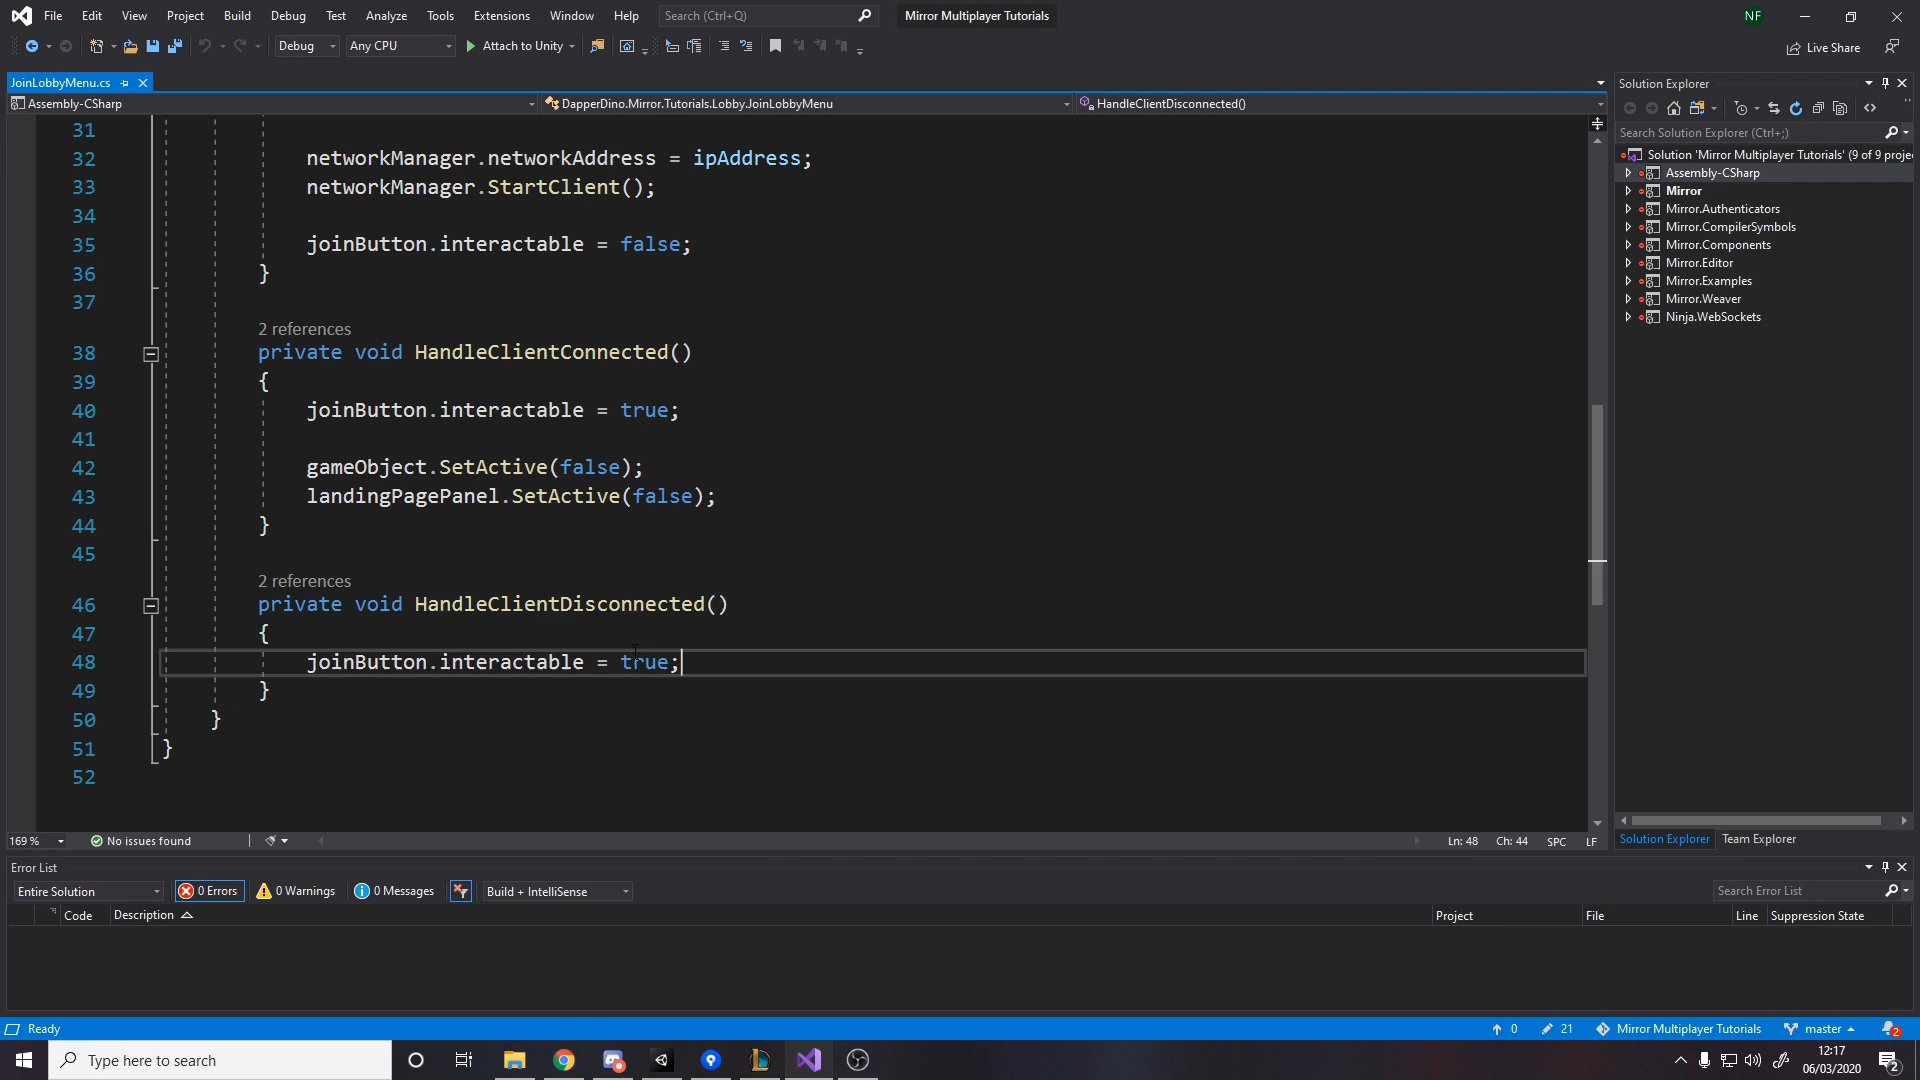 File Edit View Project Build Debug Test Analyze Tools Extensions Window Help Search (Ctrl+Q) Mirror Multiplayer Tutorials NF
Debug Any CPU Attach to Unity Live Share
JoinLobbyMenu.cs
Assembly-CSharp DapperDino.Mirror.Tutorials.Lobby.JoinLobbyMenu HandleClientDisconnected()
31
32 networkManager.networkAddress = ipAddress;
33 networkManager.StartClient();
34
35 joinButton.interactable = false;
36 }
37
2 references
38 private void HandleClientConnected()
39 {
40 joinButton.interactable = true;
41
42 gameObject.SetActive(false);
43 landingPagePanel.SetActive(false);
44 }
45
2 references
46 private void HandleClientDisconnected()
47 {
48 joinButton.interactable = true;
49 }
50 }
51 }
52
169 % No issues found Ln: 48 Ch: 44 SPC LF
Solution Explorer
Search Solution Explorer (Ctrl+;)
Solution 'Mirror Multiplayer Tutorials' (9 of 9 proje
Assembly-CSharp
Mirror
Mirror.Authenticators
Mirror.CompilerSymbols
Mirror.Components
Mirror.Editor
Mirror.Examples
Mirror.Weaver
Ninja.WebSockets
Solution Explorer Team Explorer
Error List
Entire Solution 0 Errors 0 Warnings 0 Messages Build + IntelliSense Search Error List
Code Description Project File Line Suppression State
Ready 0 21 Mirror Multiplayer Tutorials master 2
Type here to search 12:17
06/03/2020 2